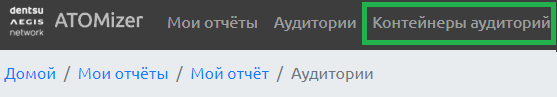 dentsu
AEGIS
network
ATOMizer Мои отчёты Аудитории Контейнеры аудиторий
Домой / Мои отчёты / Мой отчёт / Аудитории